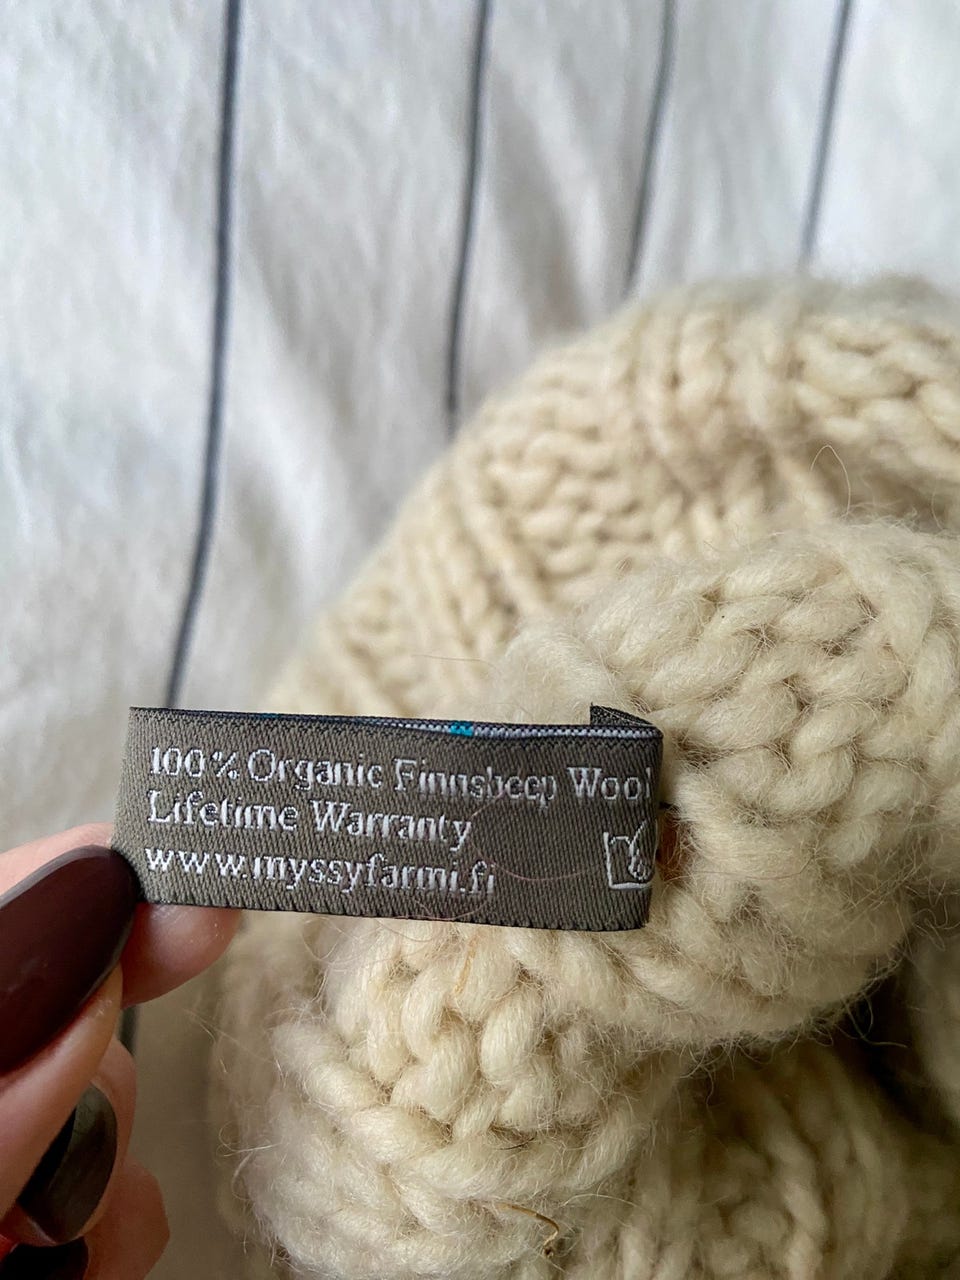 100% Organic Finnsheep Wool
Lifetime Warranty
www.myssyfarmi.fi